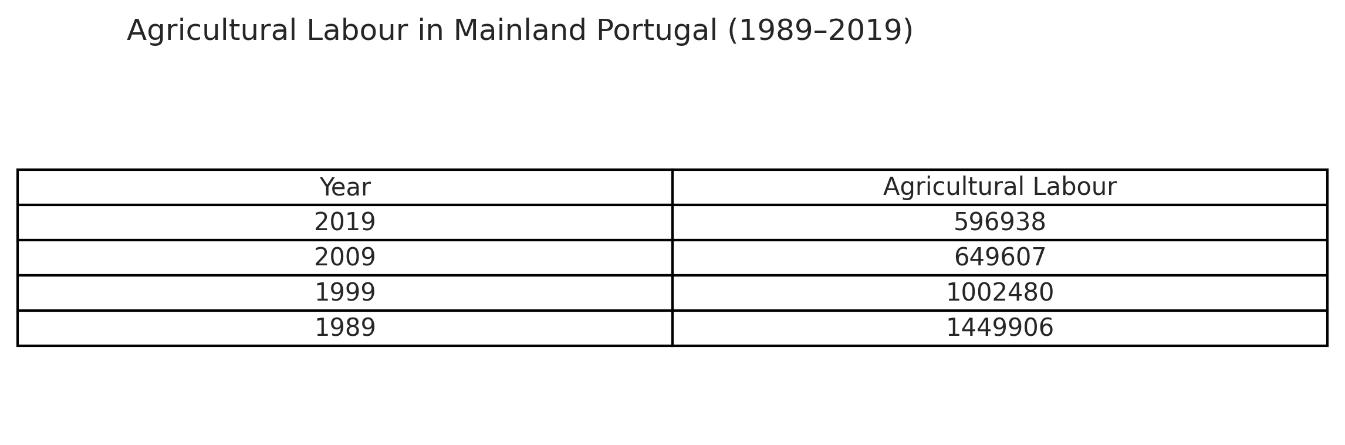 Agricultural Labour in Mainland Portugal (1989–2019)
Year Agricultural Labour
2019 596938
2009 649607
1999 1002480
1989 1449906